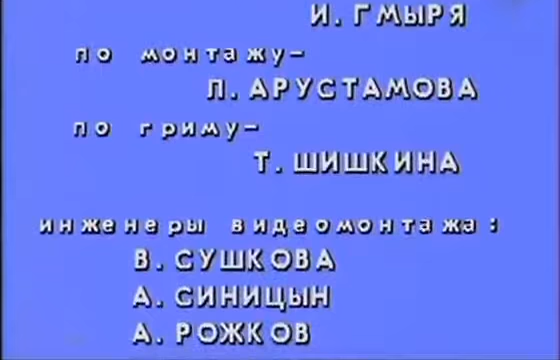 И. ГМЫРЯ
по монтажу–
Л. АРУСТАМОВА
по гриму–
Т. ШИШКИНА
инженеры видеомонтажа:
В. СУШКОВА
А. СИНИЦЫН
А. РОЖКОВ